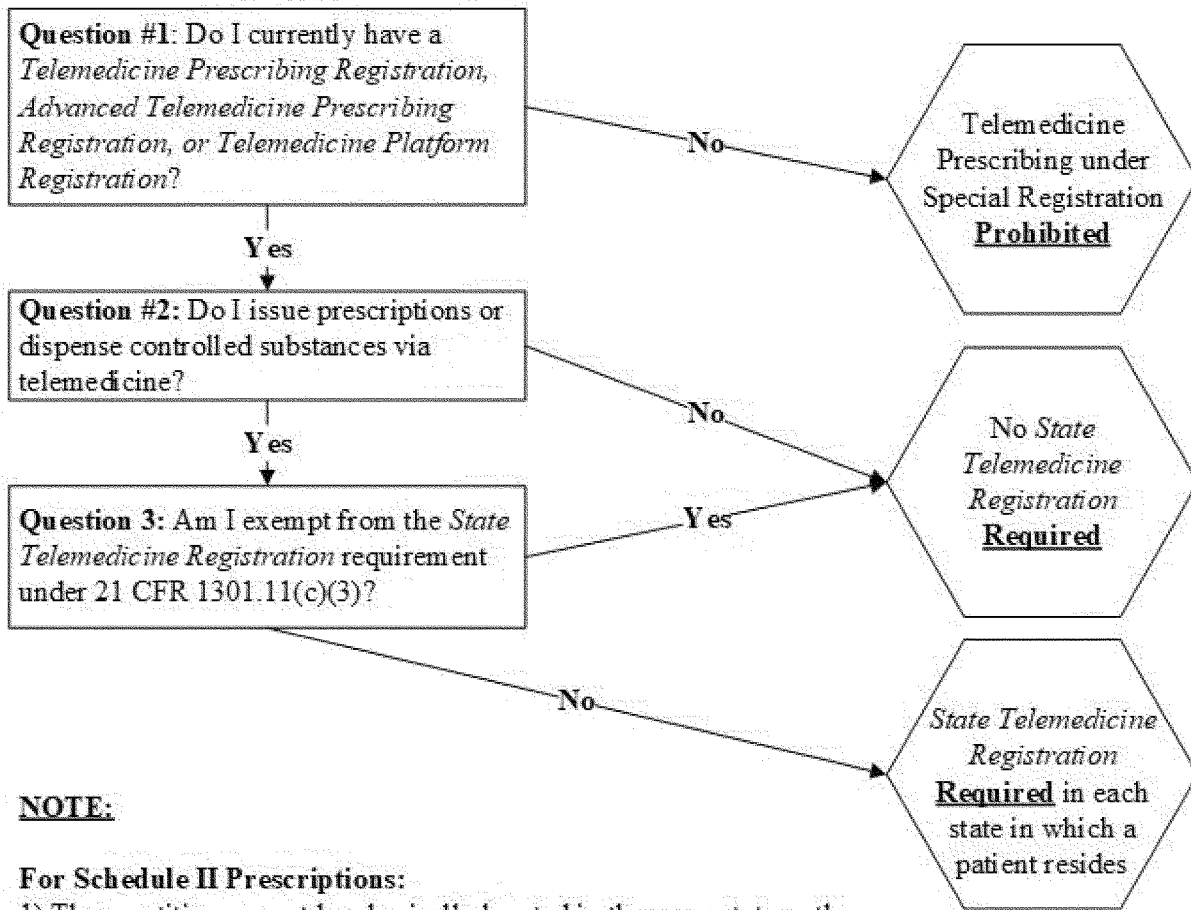 Question #1: Do I currently have a
Telemedicine Prescribing Registration,
Advanced Telemedicine Prescribing
Registration, or Telemedicine Platform
Registration?
No
Telemedicine
Prescribing under
Special Registration
Prohibited
Yes
Question #2: Do I issue prescriptions or
dispense controlled substances via
telemedicine?
No
No State
Telemedicine
Registration
Required
Yes
Question 3: Am I exempt from the State
Telemedicine Registration requirement
under 21 CFR 1301.11(c)(3)?
Yes
No
State Telemedicine
Registration
Required in each
state in which a
patient resides
NOTE:
For Schedule II Prescriptions: